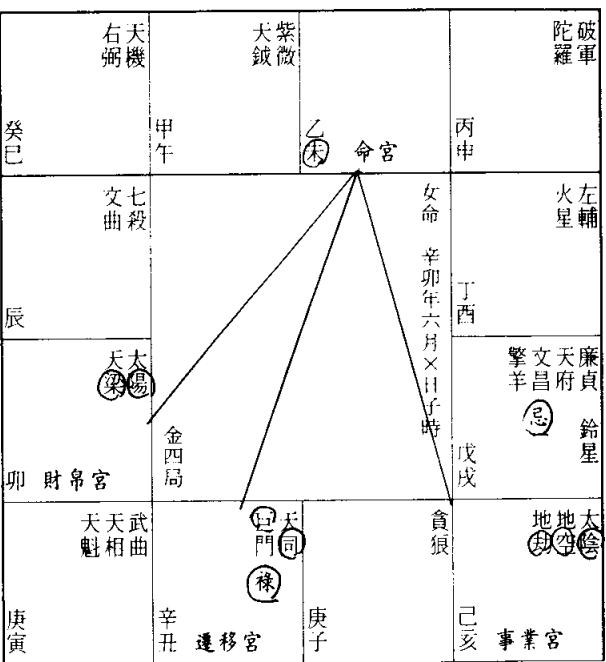 天機
右弼
癸巳
紫微
天鉞
甲午
乙未
命宮
破軍
陀羅
丙申
七殺
文曲
辰
女命 辛卯年六月×日子時
金四局
左輔
火星
丁酉
太陽
天梁
卯 財帛宮
廉貞 鈴星
天府
文昌
擎羊
忌
戊戌
武曲
天相
天魁
庚寅
天同
巨門
祿
辛丑 遷移宮
貪狼
庚子
太陰
地空
地劫
己亥 事業宮